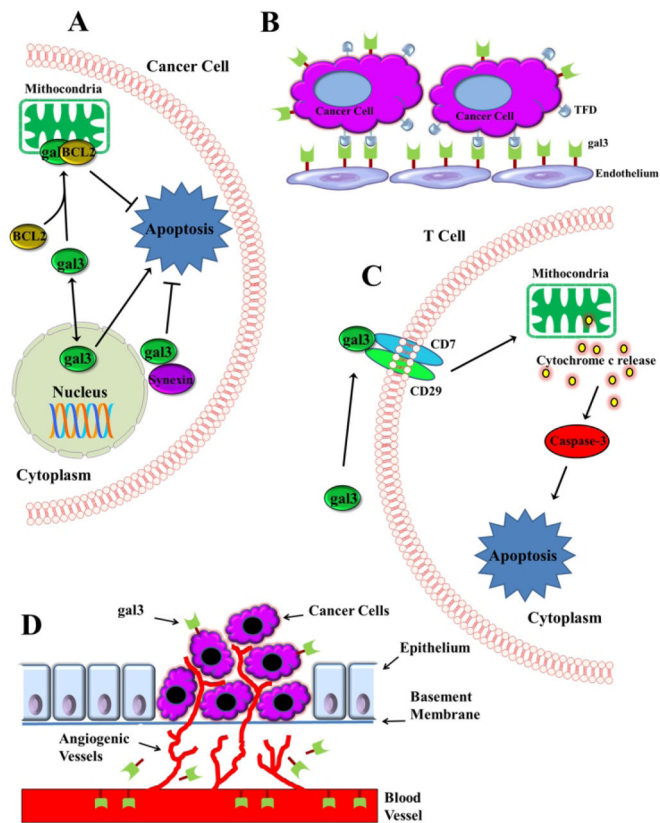 A
Cancer Cell
Mithocondria
gal
BCL2
BCL2
Apoptosis
gal3
gal3
gal3
Synexin
Nucleus
Cytoplasm
B
Cancer Cell
Cancer Cell
TFD
gal3
Endothelium
T Cell
C
Mithocondria
gal3
CD7
CD29
Cytochrome c release
Caspase-3
gal3
Apoptosis
Cytoplasm
D
gal3
Cancer Cells
Epithelium
Basement
Membrane
Angiogenic
Vessels
Blood
Vessel